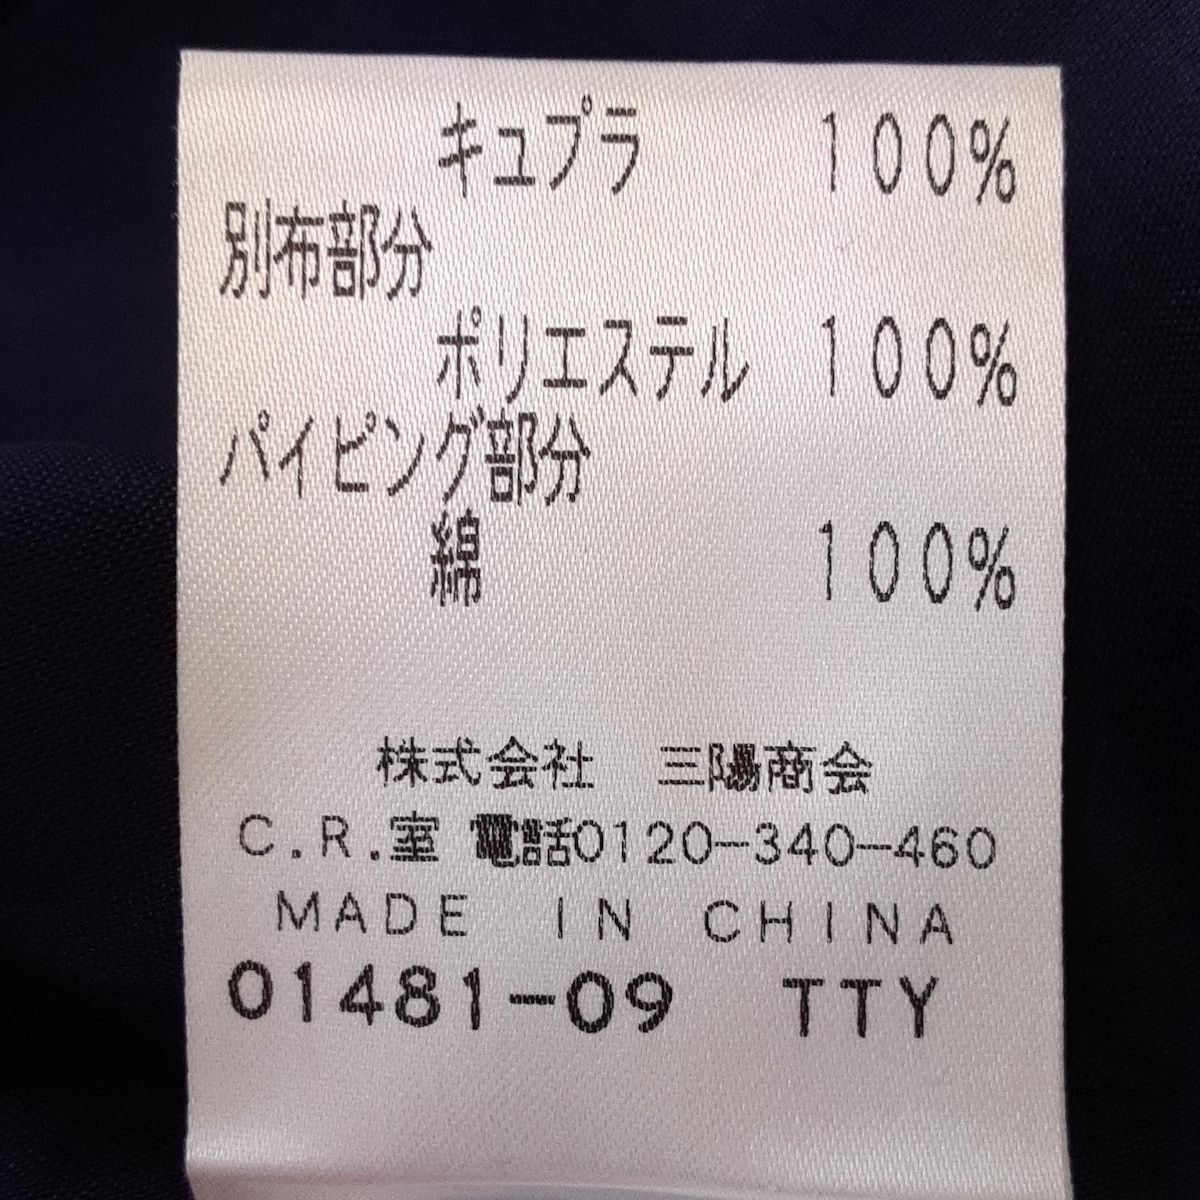 キュプラ 100%
別布部分
ポリエステル 100%
パイピング部分
綿 100%
株式会社 三陽商会
C.R.室 電話0120-340-460
MADE IN CHINA
01481-09 TTY